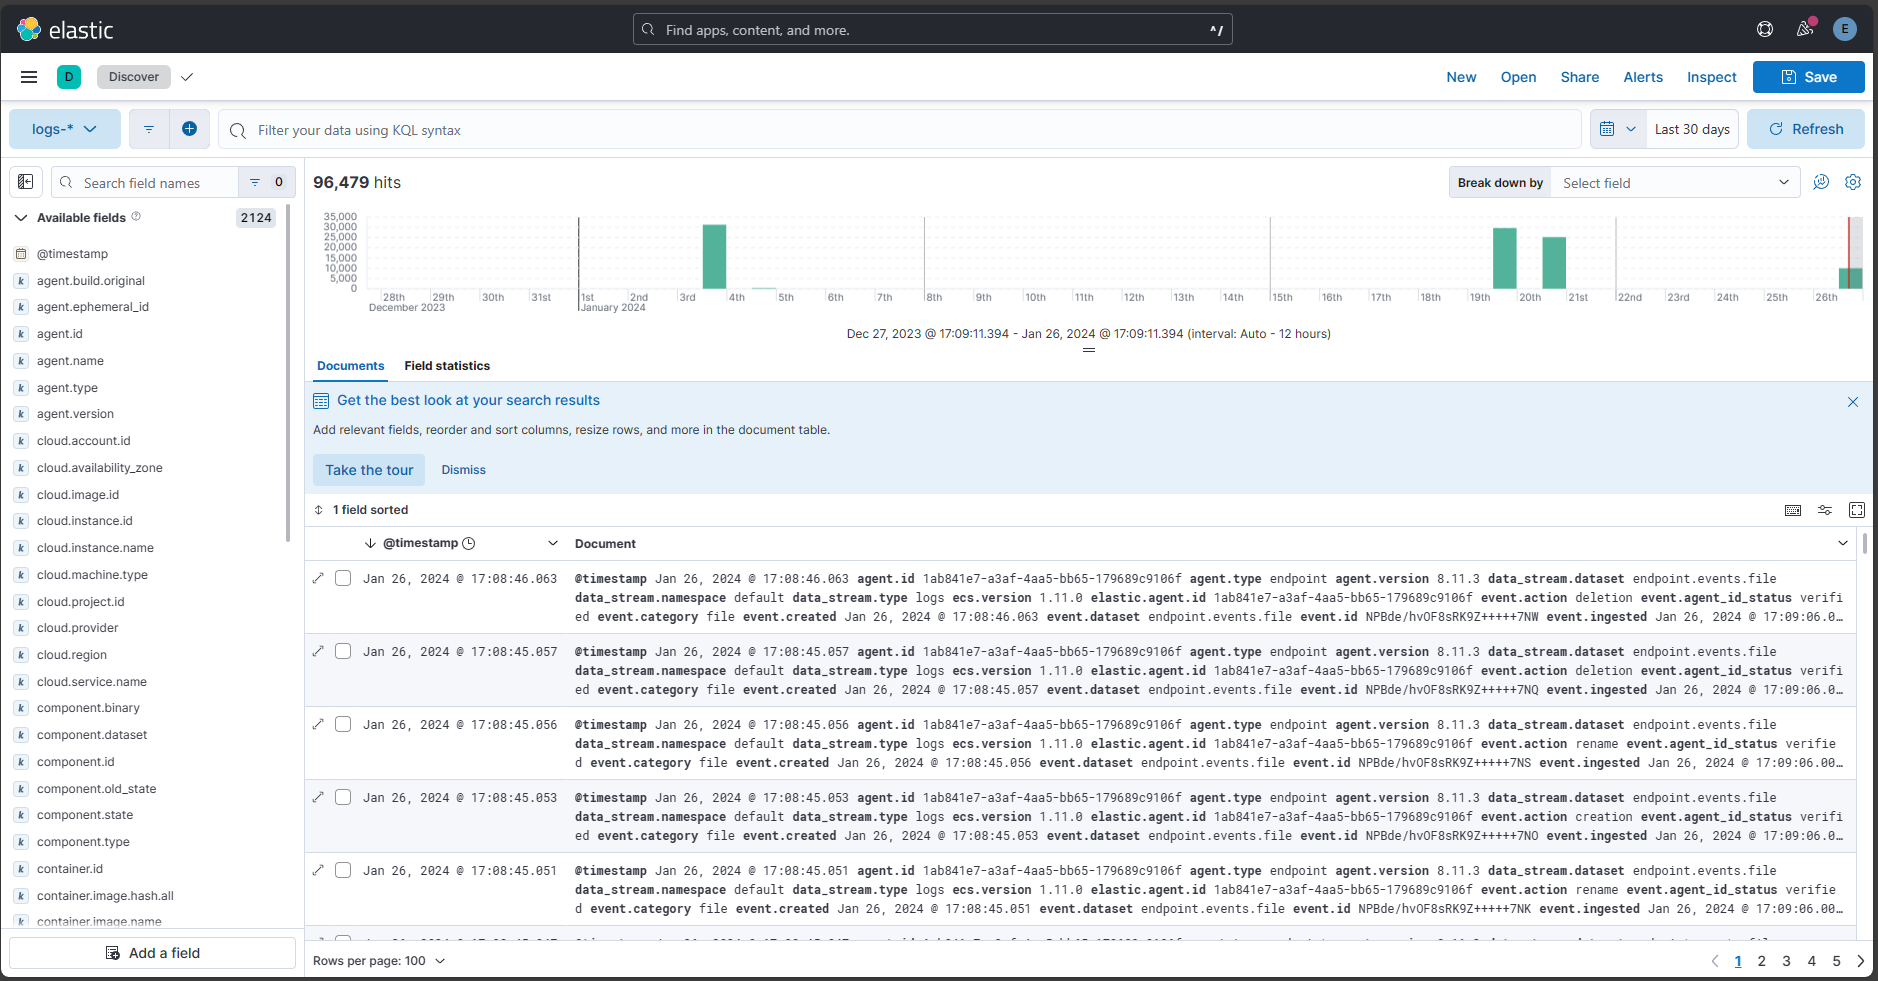 elastic
Find apps, content, and more.
^/
E
D
Discover
New
Open
Share
Alerts
Inspect
Save
logs-*
Filter your data using KQL syntax
Last 30 days
Refresh
Search field names
0
Available fields
2124
@timestamp
k agent.build.original
k agent.ephemeral_id
k agent.id
k agent.name
k agent.type
k agent.version
k cloud.account.id
k cloud.availability_zone
k cloud.image.id
k cloud.instance.id
k cloud.instance.name
k cloud.machine.type
k cloud.project.id
k cloud.provider
k cloud.region
k cloud.service.name
k component.binary
k component.dataset
k component.id
k component.old_state
k component.state
k component.type
k container.id
k container.image.hash.all
k container.image.name
Add a field
96,479 hits
Break down by
Select field
35,000
30,000
25,000
20,000
15,000
10,000
5,000
0
28th 29th 30th 31st 1st 2nd 3rd 4th 5th 6th 7th 8th 9th 10th 11th 12th 13th 14th 15th 16th 17th 18th 19th 20th 21st 22nd 23rd 24th 25th 26th
December 2023 January 2024
Dec 27, 2023 @ 17:09:11.394 - Jan 26, 2024 @ 17:09:11.394 (interval: Auto - 12 hours)
Documents
Field statistics
Get the best look at your search results
Add relevant fields, reorder and sort columns, resize rows, and more in the document table.
Take the tour
Dismiss
1 field sorted
@timestamp
Document
Jan 26, 2024 @ 17:08:46.063
@timestamp Jan 26, 2024 @ 17:08:46.063 agent.id 1ab841e7-a3af-4aa5-bb65-179689c9106f agent.type endpoint agent.version 8.11.3 data_stream.dataset endpoint.events.file
data_stream.namespace default data_stream.type logs ecs.version 1.11.0 elastic.agent.id 1ab841e7-a3af-4aa5-bb65-179689c9106f event.action deletion event.agent_id_status verifi
ed event.category file event.created Jan 26, 2024 @ 17:08:46.063 event.dataset endpoint.events.file event.id NPBde/hvOF8sRK9Z+++++7NW event.ingested Jan 26, 2024 @ 17:09:06.0…
Jan 26, 2024 @ 17:08:45.057
@timestamp Jan 26, 2024 @ 17:08:45.057 agent.id 1ab841e7-a3af-4aa5-bb65-179689c9106f agent.type endpoint agent.version 8.11.3 data_stream.dataset endpoint.events.file
data_stream.namespace default data_stream.type logs ecs.version 1.11.0 elastic.agent.id 1ab841e7-a3af-4aa5-bb65-179689c9106f event.action deletion event.agent_id_status verifi
ed event.category file event.created Jan 26, 2024 @ 17:08:45.057 event.dataset endpoint.events.file event.id NPBde/hvOF8sRK9Z+++++7NQ event.ingested Jan 26, 2024 @ 17:09:06.0…
Jan 26, 2024 @ 17:08:45.056
@timestamp Jan 26, 2024 @ 17:08:45.056 agent.id 1ab841e7-a3af-4aa5-bb65-179689c9106f agent.type endpoint agent.version 8.11.3 data_stream.dataset endpoint.events.file
data_stream.namespace default data_stream.type logs ecs.version 1.11.0 elastic.agent.id 1ab841e7-a3af-4aa5-bb65-179689c9106f event.action rename event.agent_id_status verifie
d event.category file event.created Jan 26, 2024 @ 17:08:45.056 event.dataset endpoint.events.file event.id NPBde/hvOF8sRK9Z+++++7NS event.ingested Jan 26, 2024 @ 17:09:06.00…
Jan 26, 2024 @ 17:08:45.053
@timestamp Jan 26, 2024 @ 17:08:45.053 agent.id 1ab841e7-a3af-4aa5-bb65-179689c9106f agent.type endpoint agent.version 8.11.3 data_stream.dataset endpoint.events.file
data_stream.namespace default data_stream.type logs ecs.version 1.11.0 elastic.agent.id 1ab841e7-a3af-4aa5-bb65-179689c9106f event.action creation event.agent_id_status verifi
ed event.category file event.created Jan 26, 2024 @ 17:08:45.053 event.dataset endpoint.events.file event.id NPBde/hvOF8sRK9Z+++++7NO event.ingested Jan 26, 2024 @ 17:09:06.0…
Jan 26, 2024 @ 17:08:45.051
@timestamp Jan 26, 2024 @ 17:08:45.051 agent.id 1ab841e7-a3af-4aa5-bb65-179689c9106f agent.type endpoint agent.version 8.11.3 data_stream.dataset endpoint.events.file
data_stream.namespace default data_stream.type logs ecs.version 1.11.0 elastic.agent.id 1ab841e7-a3af-4aa5-bb65-179689c9106f event.action rename event.agent_id_status verifie
d event.category file event.created Jan 26, 2024 @ 17:08:45.051 event.dataset endpoint.events.file event.id NPBde/hvOF8sRK9Z+++++7NK event.ingested Jan 26, 2024 @ 17:09:06.00…
Rows per page: 100
1 2 3 4 5